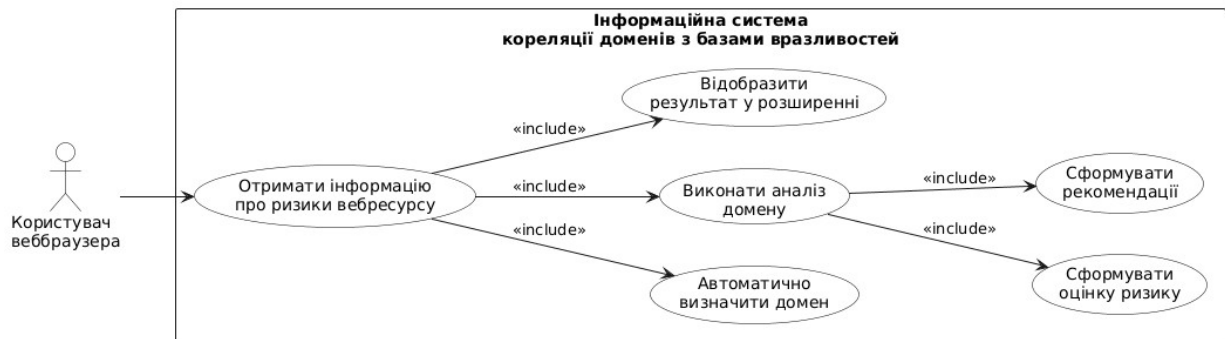 Інформаційна система
кореляції доменів з базами вразливостей
Відобразити
результат у розширенні
«include»
Користувач
веббраузера
Отримати інформацію
про ризики вебресурсу
«include»
Виконати аналіз
домену
«include»
Сформувати
рекомендації
«include»
Автоматично
визначити домен
«include»
Сформувати
оцінку ризику